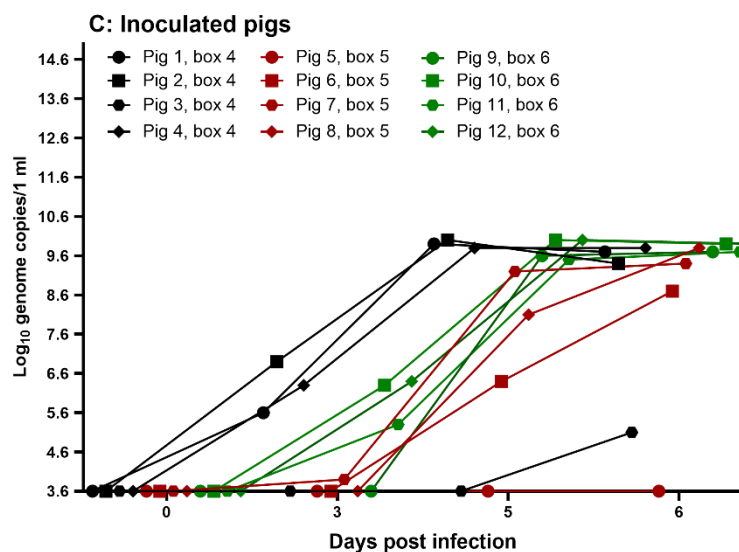 C: Inoculated pigs
Log10 genome copies/1 ml
14.6
13.6
12.6
11.6
10.6
9.6
8.6
7.6
6.6
5.6
4.6
3.6
Pig 1, box 4
Pig 2, box 4
Pig 3, box 4
Pig 4, box 4
Pig 5, box 5
Pig 6, box 5
Pig 7, box 5
Pig 8, box 5
Pig 9, box 6
Pig 10, box 6
Pig 11, box 6
Pig 12, box 6
0 3 5 6
Days post infection